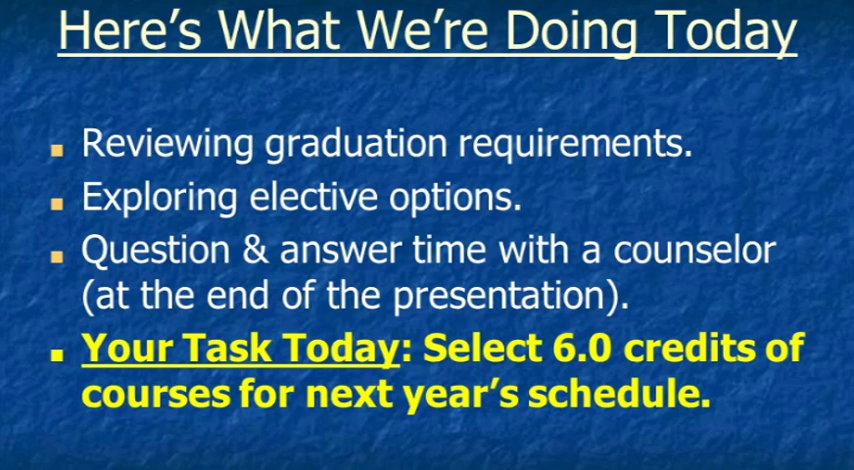 Here’s What We’re Doing Today
Reviewing graduation requirements.
Exploring elective options.
Question & answer time with a counselor
(at the end of the presentation).
Your Task Today: Select 6.0 credits of
courses for next year’s schedule.